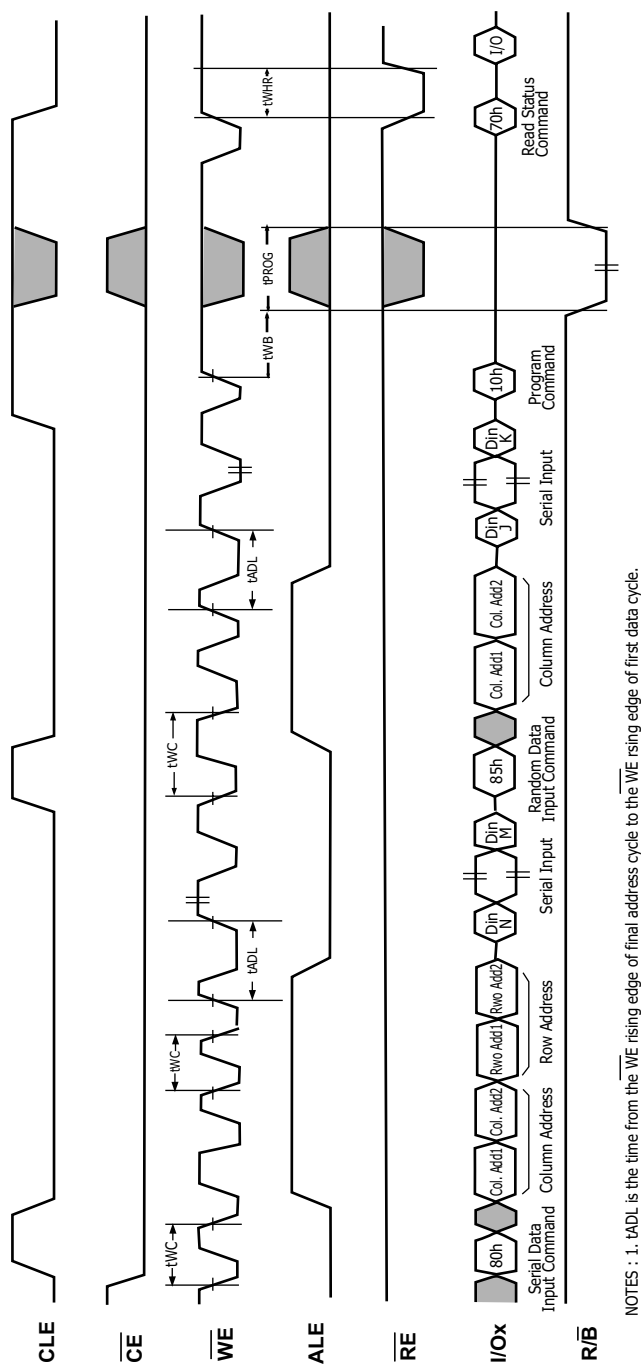 CLE
CE
WE
tWC
tWC
tADL
tWC
tADL
tWB
tPROG
tWHR
ALE
RE
I/Ox
80h
Col. Add1
Col. Add2
Rwo Add1
Rwo Add2
Din
N
Din
M
85h
Col. Add1
Col. Add2
Din
J
Din
K
10h
70h
I/O
Serial Data
Input Command
Column Address
Row Address
Serial Input
Random Data
Input Command
Column Address
Serial Input
Program
Command
Read Status
Command
R/B
NOTES : 1. tADL is the time from the WE rising edge of final address cycle to the WE rsing edge of first data cycle.